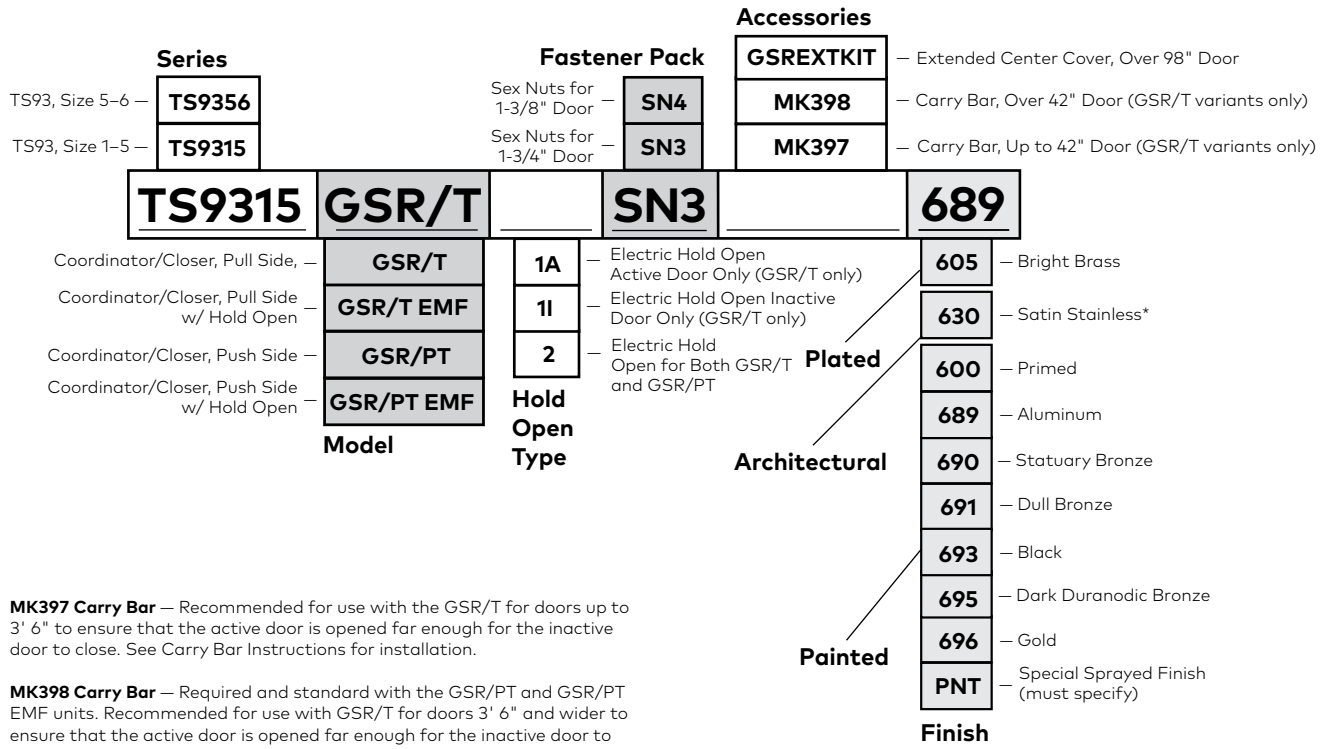 Accessories
Series
Fastener Pack
GSREXTKIT — Extended Center Cover, Over 98" Door
TS93, Size 5–6 — TS9356
Sex Nuts for
1-3/8" Door — SN4
MK398 — Carry Bar, Over 42" Door (GSR/T variants only)
TS93, Size 1–5 — TS9315
Sex Nuts for
1-3/4" Door — SN3
MK397 — Carry Bar, Up to 42" Door (GSR/T variants only)
TS9315 GSR/T SN3 689
Coordinator/Closer, Pull Side, — GSR/T
Coordinator/Closer, Pull Side
w/ Hold Open — GSR/T EMF
Coordinator/Closer, Push Side — GSR/PT
Coordinator/Closer, Push Side
w/ Hold Open — GSR/PT EMF
Model
1A — Electric Hold Open
Active Door Only (GSR/T only)
1I — Electric Hold Open Inactive
Door Only (GSR/T only)
2 — Electric Hold
Open for Both GSR/T
and GSR/PT
Hold
Open
Type
Plated
Architectural
Painted
605 — Bright Brass
630 — Satin Stainless*
600 — Primed
689 — Aluminum
690 — Statuary Bronze
691 — Dull Bronze
693 — Black
695 — Dark Duranodic Bronze
696 — Gold
PNT — Special Sprayed Finish
(must specify)
Finish
MK397 Carry Bar — Recommended for use with the GSR/T for doors up to
3' 6" to ensure that the active door is opened far enough for the inactive
door to close. See Carry Bar Instructions for installation.
MK398 Carry Bar — Required and standard with the GSR/PT and GSR/PT
EMF units. Recommended for use with GSR/T for doors 3' 6" and wider to
ensure that the active door is opened far enough for the inactive door to